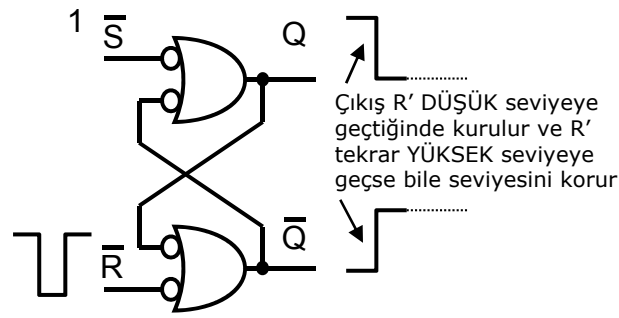 1
S̅
Q
Çıkış R’ DÜŞÜK seviyeye
geçtiğinde kurulur ve R’
tekrar YÜKSEK seviyeye
geçse bile seviyesini korur
R̅
Q̅